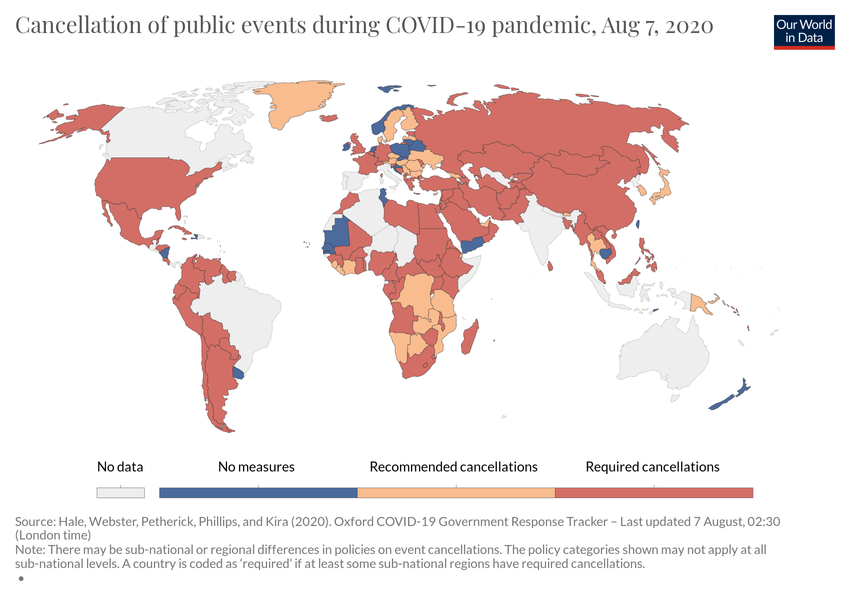 Cancellation of public events during COVID-19 pandemic, Aug 7, 2020
Our World
in Data
No data
No measures
Recommended cancellations
Required cancellations
Source: Hale, Webster, Petherick, Phillips, and Kira (2020). Oxford COVID-19 Government Response Tracker – Last updated 7 August, 02:30
(London time)
Note: There may be sub-national or regional differences in policies on event cancellations. The policy categories shown may not apply at all
sub-national levels. A country is coded as ‘required’ if at least some sub-national regions have required cancellations.